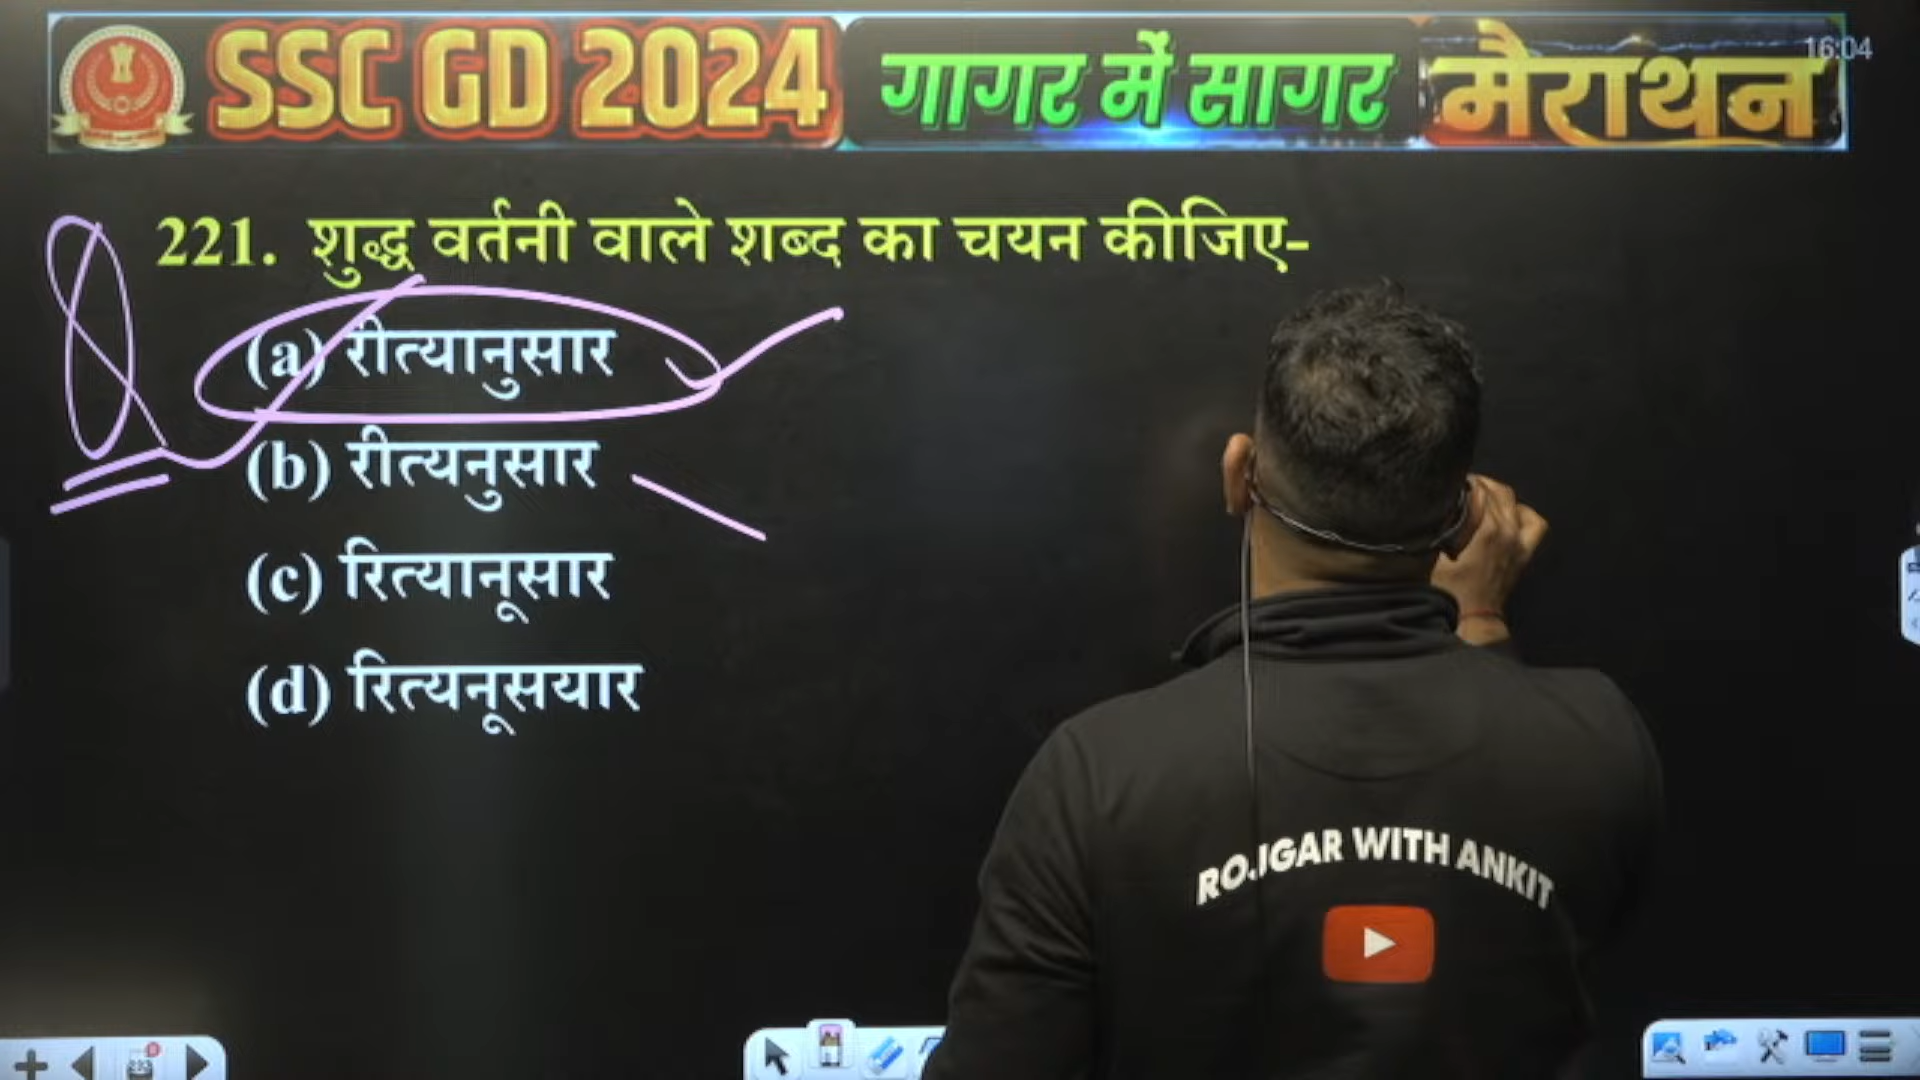 SSC GD 2024 गागर में सागर मैराथन
16:04
221. शुद्ध वर्तनी वाले शब्द का चयन कीजिए-
(a) रीत्यानुसार
(b) रीत्यनुसार
(c) रित्यानूसार
(d) रित्यनूसयार
ROJGAR WITH ANKIT